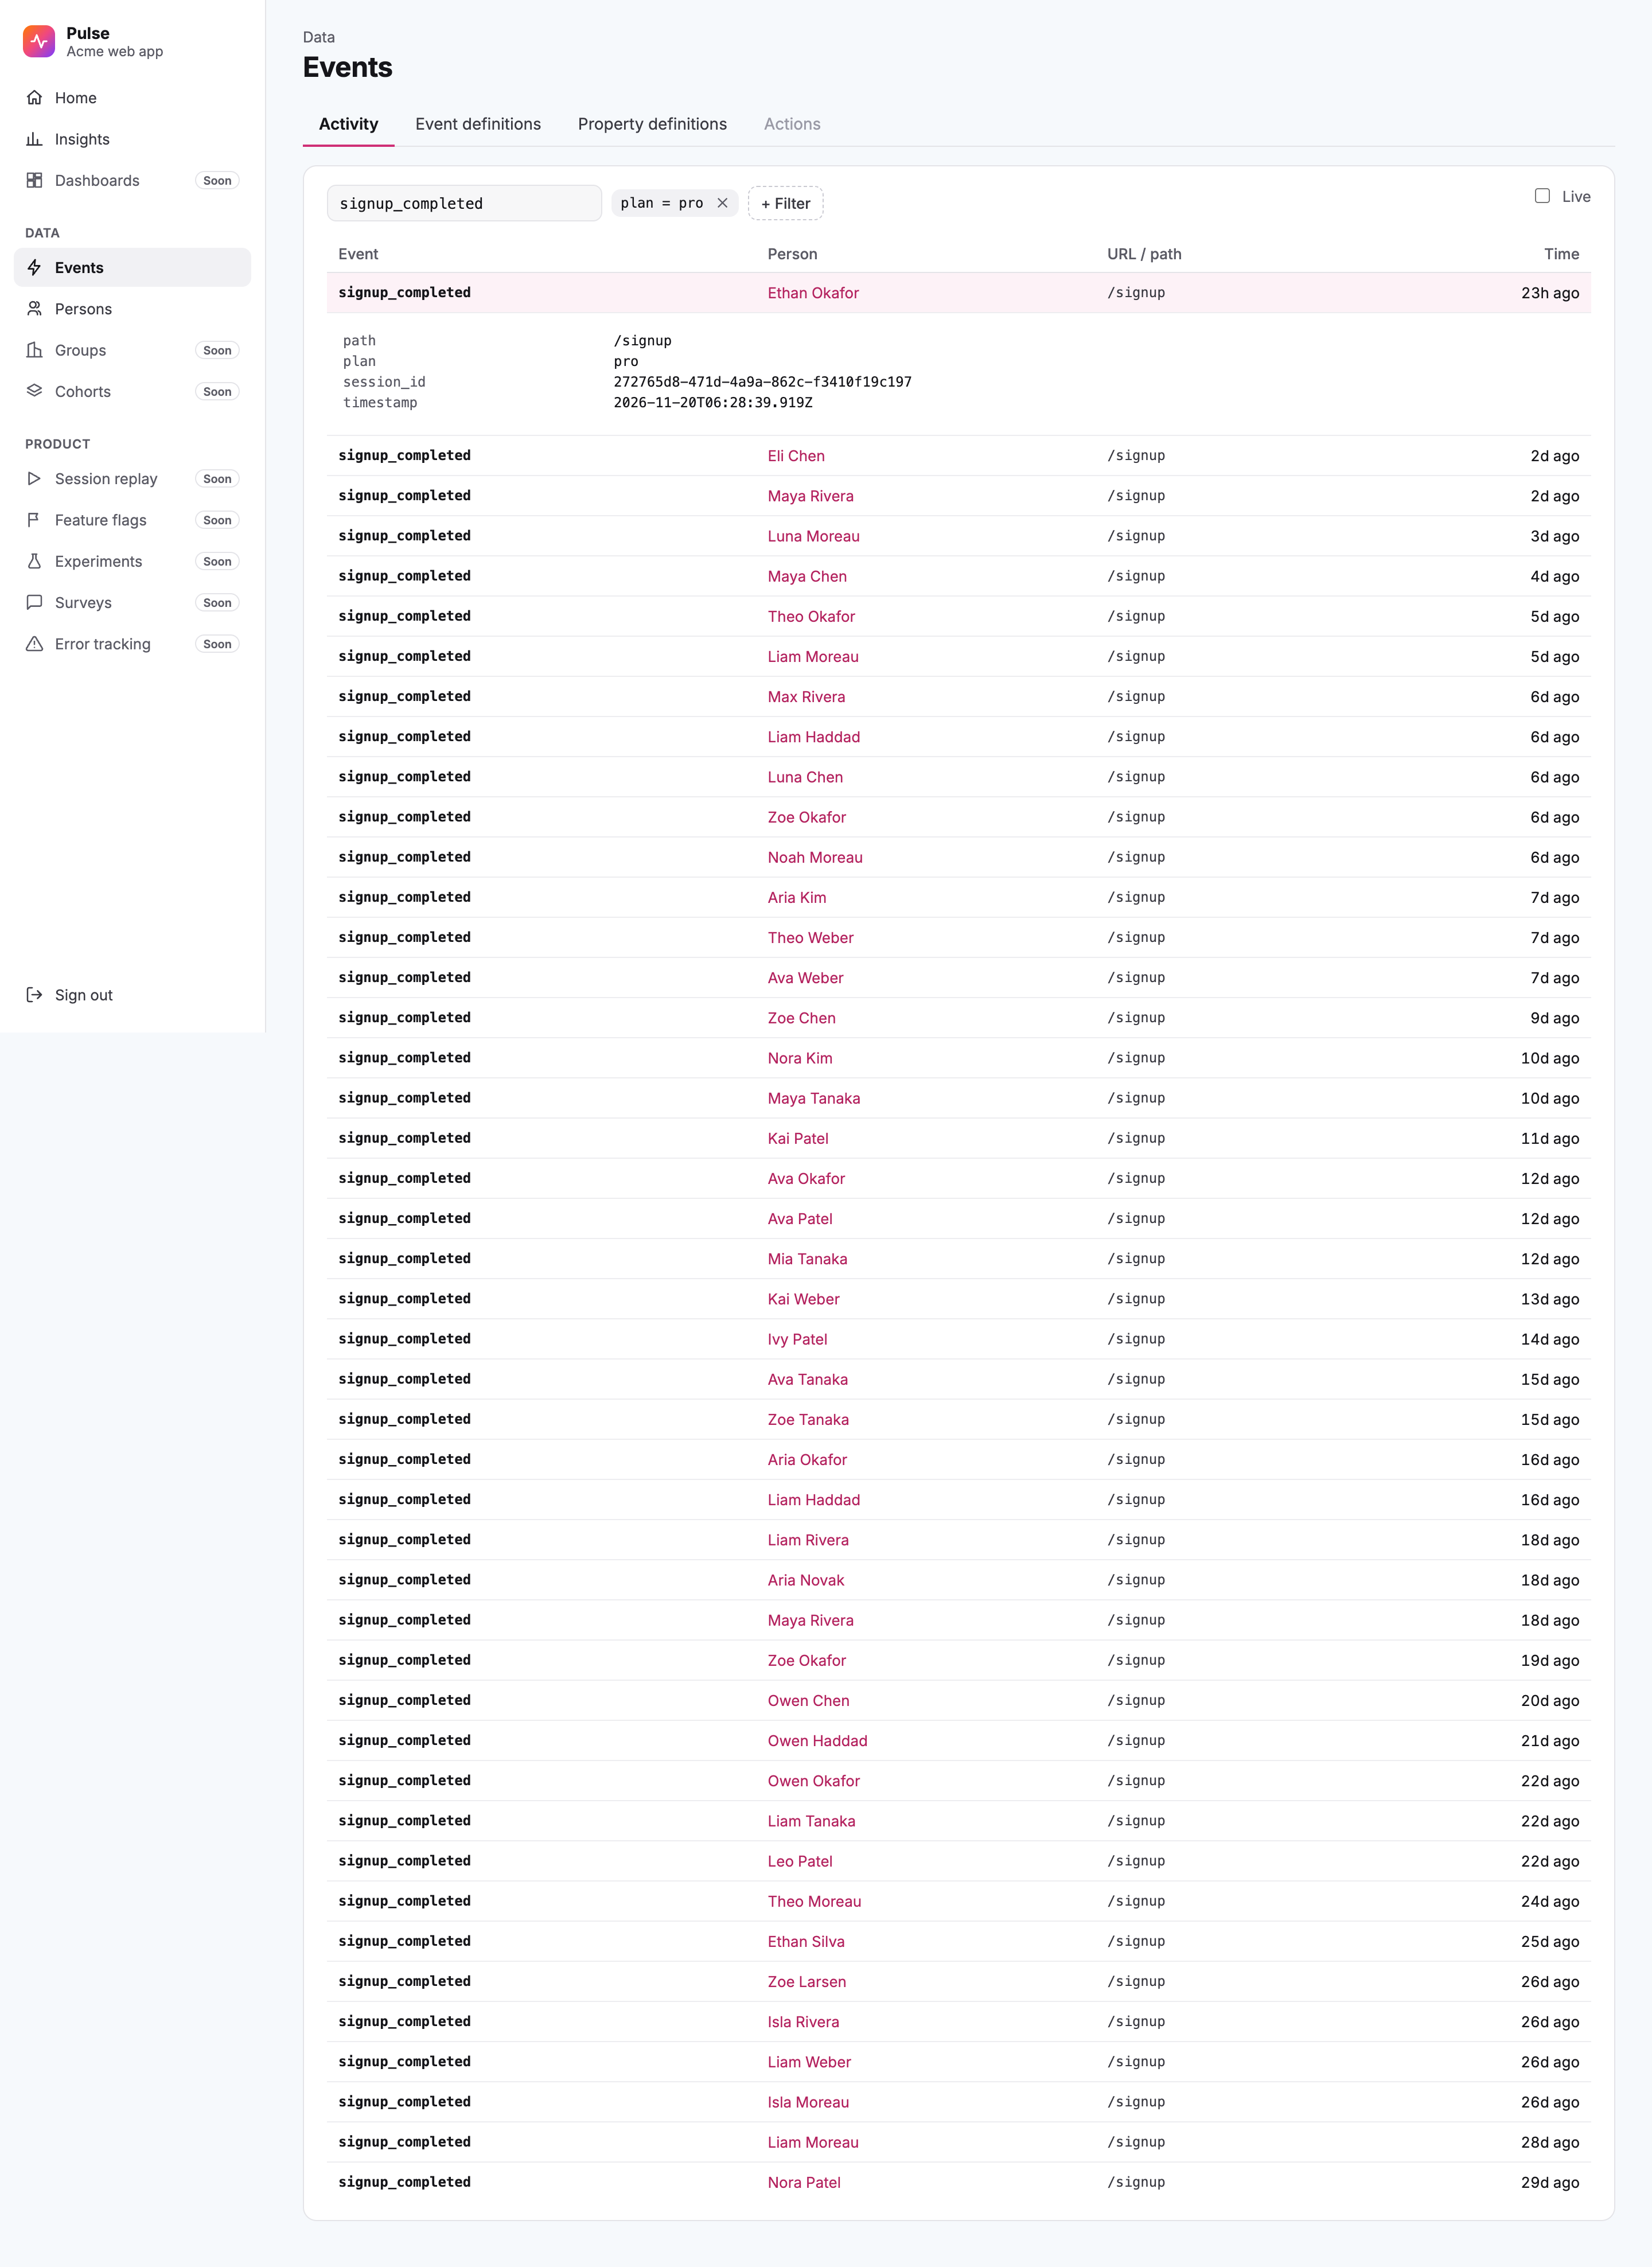 Pulse
Acme web app
Home
Insights
Dashboards Soon
DATA
Events
Persons
Groups Soon
Cohorts Soon
PRODUCT
Session replay Soon
Feature flags Soon
Experiments Soon
Surveys Soon
Error tracking Soon
Sign out
Data
Events
Activity Event definitions Property definitions Actions
signup_completed plan = pro + Filter Live
Event Person URL / path Time
signup_completed Ethan Okafor /signup 23h ago
path /signup
plan pro
session_id 272765d8-471d-4a9a-862c-f3410f19c197
timestamp 2026-11-20T06:28:39.919Z
signup_completed Eli Chen /signup 2d ago
signup_completed Maya Rivera /signup 2d ago
signup_completed Luna Moreau /signup 3d ago
signup_completed Maya Chen /signup 4d ago
signup_completed Theo Okafor /signup 5d ago
signup_completed Liam Moreau /signup 5d ago
signup_completed Max Rivera /signup 6d ago
signup_completed Liam Haddad /signup 6d ago
signup_completed Luna Chen /signup 6d ago
signup_completed Zoe Okafor /signup 6d ago
signup_completed Noah Moreau /signup 6d ago
signup_completed Aria Kim /signup 7d ago
signup_completed Theo Weber /signup 7d ago
signup_completed Ava Weber /signup 7d ago
signup_completed Zoe Chen /signup 9d ago
signup_completed Nora Kim /signup 10d ago
signup_completed Maya Tanaka /signup 10d ago
signup_completed Kai Patel /signup 11d ago
signup_completed Ava Okafor /signup 12d ago
signup_completed Ava Patel /signup 12d ago
signup_completed Mia Tanaka /signup 12d ago
signup_completed Kai Weber /signup 13d ago
signup_completed Ivy Patel /signup 14d ago
signup_completed Ava Tanaka /signup 15d ago
signup_completed Zoe Tanaka /signup 15d ago
signup_completed Aria Okafor /signup 16d ago
signup_completed Liam Haddad /signup 16d ago
signup_completed Liam Rivera /signup 18d ago
signup_completed Aria Novak /signup 18d ago
signup_completed Maya Rivera /signup 18d ago
signup_completed Zoe Okafor /signup 19d ago
signup_completed Owen Chen /signup 20d ago
signup_completed Owen Haddad /signup 21d ago
signup_completed Owen Okafor /signup 22d ago
signup_completed Liam Tanaka /signup 22d ago
signup_completed Leo Patel /signup 22d ago
signup_completed Theo Moreau /signup 24d ago
signup_completed Ethan Silva /signup 25d ago
signup_completed Zoe Larsen /signup 26d ago
signup_completed Isla Rivera /signup 26d ago
signup_completed Liam Weber /signup 26d ago
signup_completed Isla Moreau /signup 26d ago
signup_completed Liam Moreau /signup 28d ago
signup_completed Nora Patel /signup 29d ago